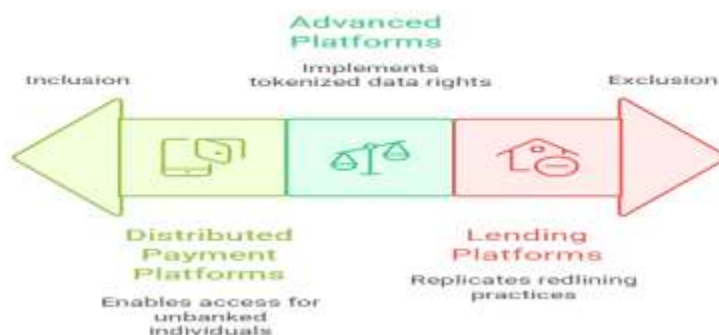 Advanced
Platforms
Implements
tokenized data rights
Inclusion
Exclusion
Distributed
Payment
Platforms
Enables access for
unbanked
individuals
Lending
Platforms
Replicates redlining
practices